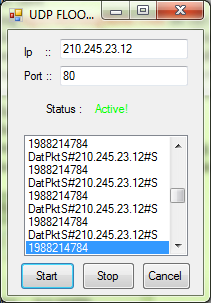 UDP FLOO...
Ip :: 210.245.23.12
Port :: 80
Status : Active!
1988214784
DatPktS#210.245.23.12#S
1988214784
DatPktS#210.245.23.12#S
1988214784
DatPktS#210.245.23.12#S
1988214784
DatPktS#210.245.23.12#S
1988214784
Start Stop Cancel